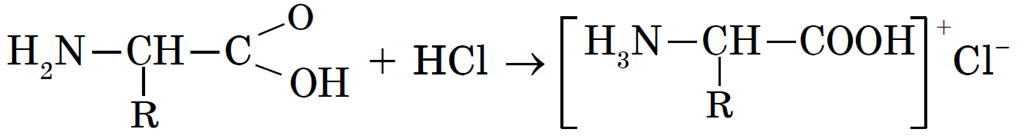 H₂N—CH—C—O
OH + HCl → [H₃N—CH—COOH]⁺ Cl⁻
R
R